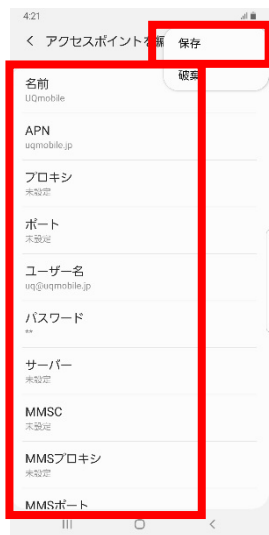 4:21
アクセスポイントを編
保存
破棄
名前
UQmobile
APN
uqmobile.jp
プロキシ
未設定
ポート
未設定
ユーザー名
uq@uqmobile.jp
パスワード
**
サーバー
未設定
MMSC
未設定
MMSプロキシ
未設定
MMSポート